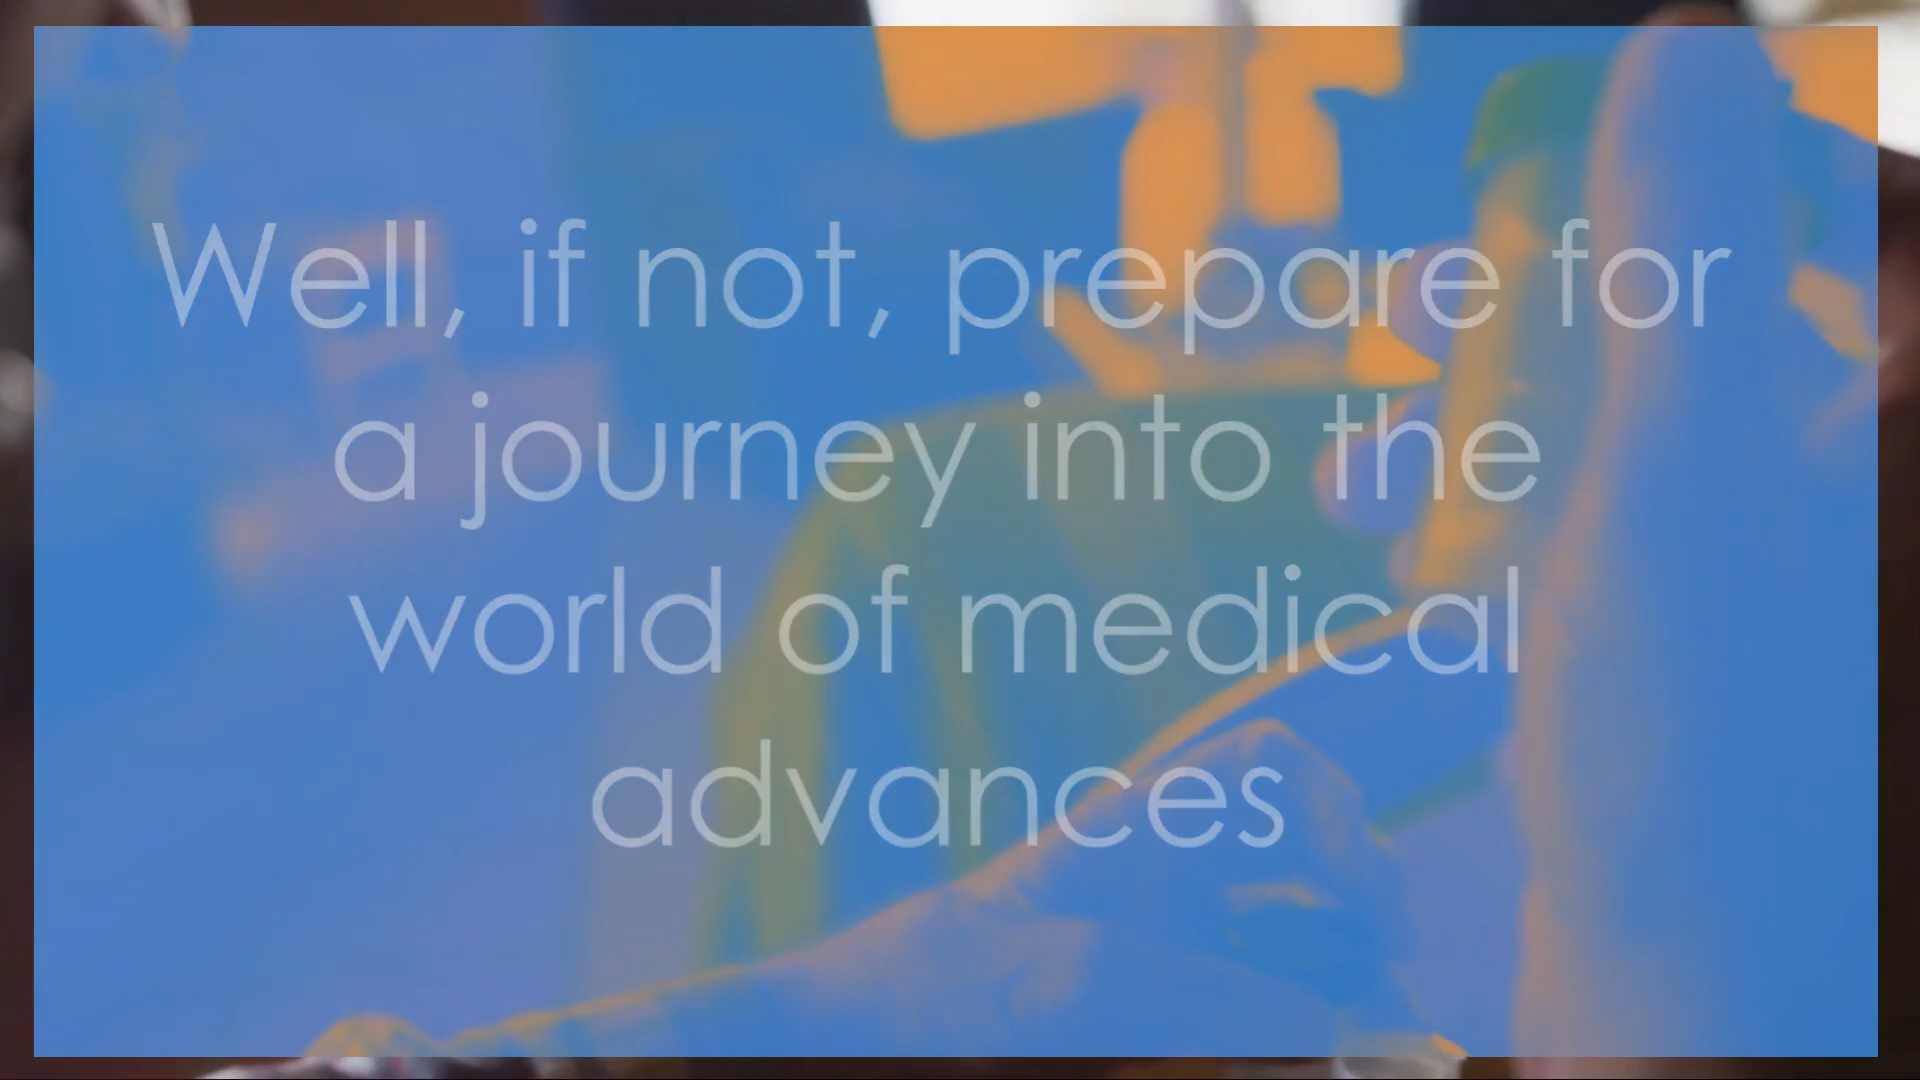 Well, if not, prepare for
a journey into the
world of medical
advances